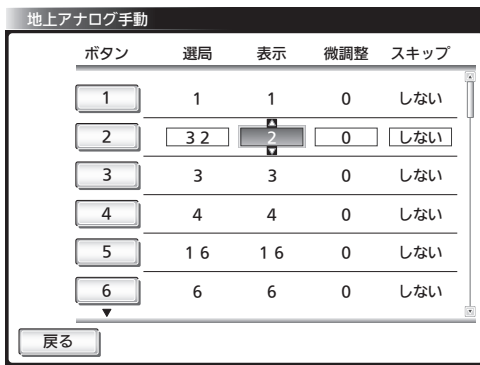 地上アナログ手動
ボタン 選局 表示 微調整 スキップ
1 1 1 0 しない
2 32 2 0 しない
3 3 3 0 しない
4 4 4 0 しない
5 16 16 0 しない
6 6 6 0 しない
戻る